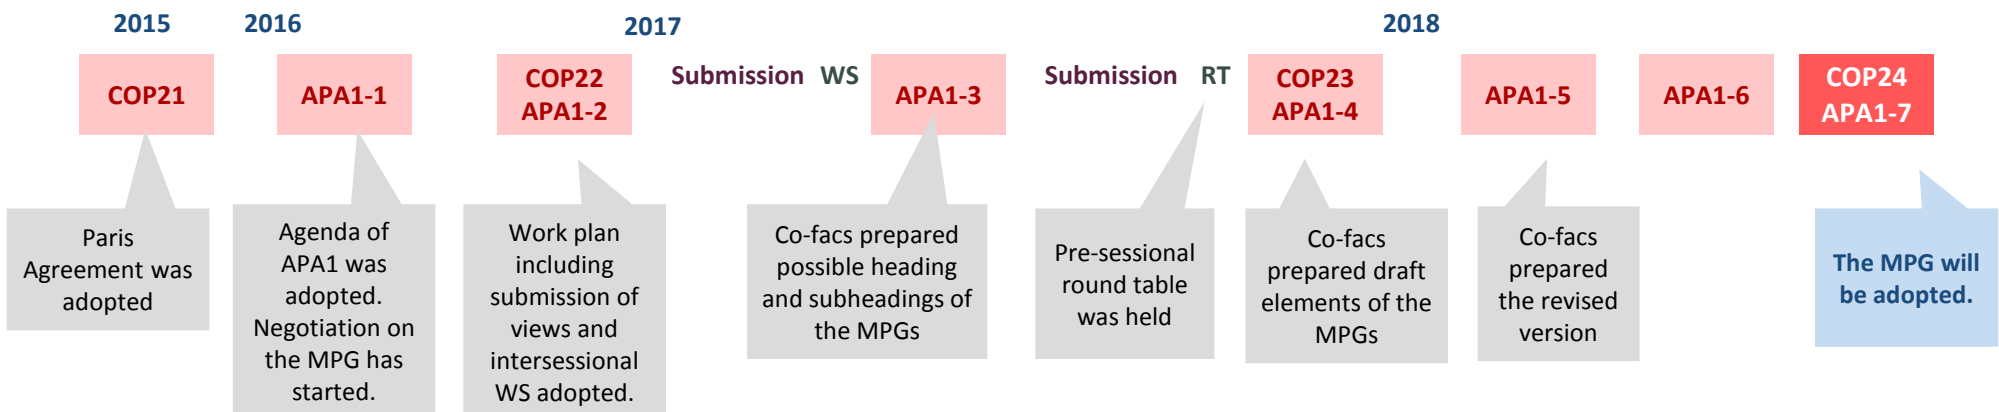 2015
2016
2017
2018
COP21
APA1-1
COP22
APA1-2
Submission
WS
APA1-3
Submission
RT
COP23
APA1-4
APA1-5
APA1-6
COP24
APA1-7
Paris
Agreement was
adopted
Agenda of
APA1 was
adopted.
Negotiation on
the MPG has
started.
Work plan
including
submission of
views and
intersessional
WS adopted.
Co-facs prepared
possible heading
and subheadings of
the MPGs
Pre-sessional
round table
was held
Co-facs
prepared draft
elements of the
MPGs
Co-facs
prepared
the revised
version
The MPG will
be adopted.